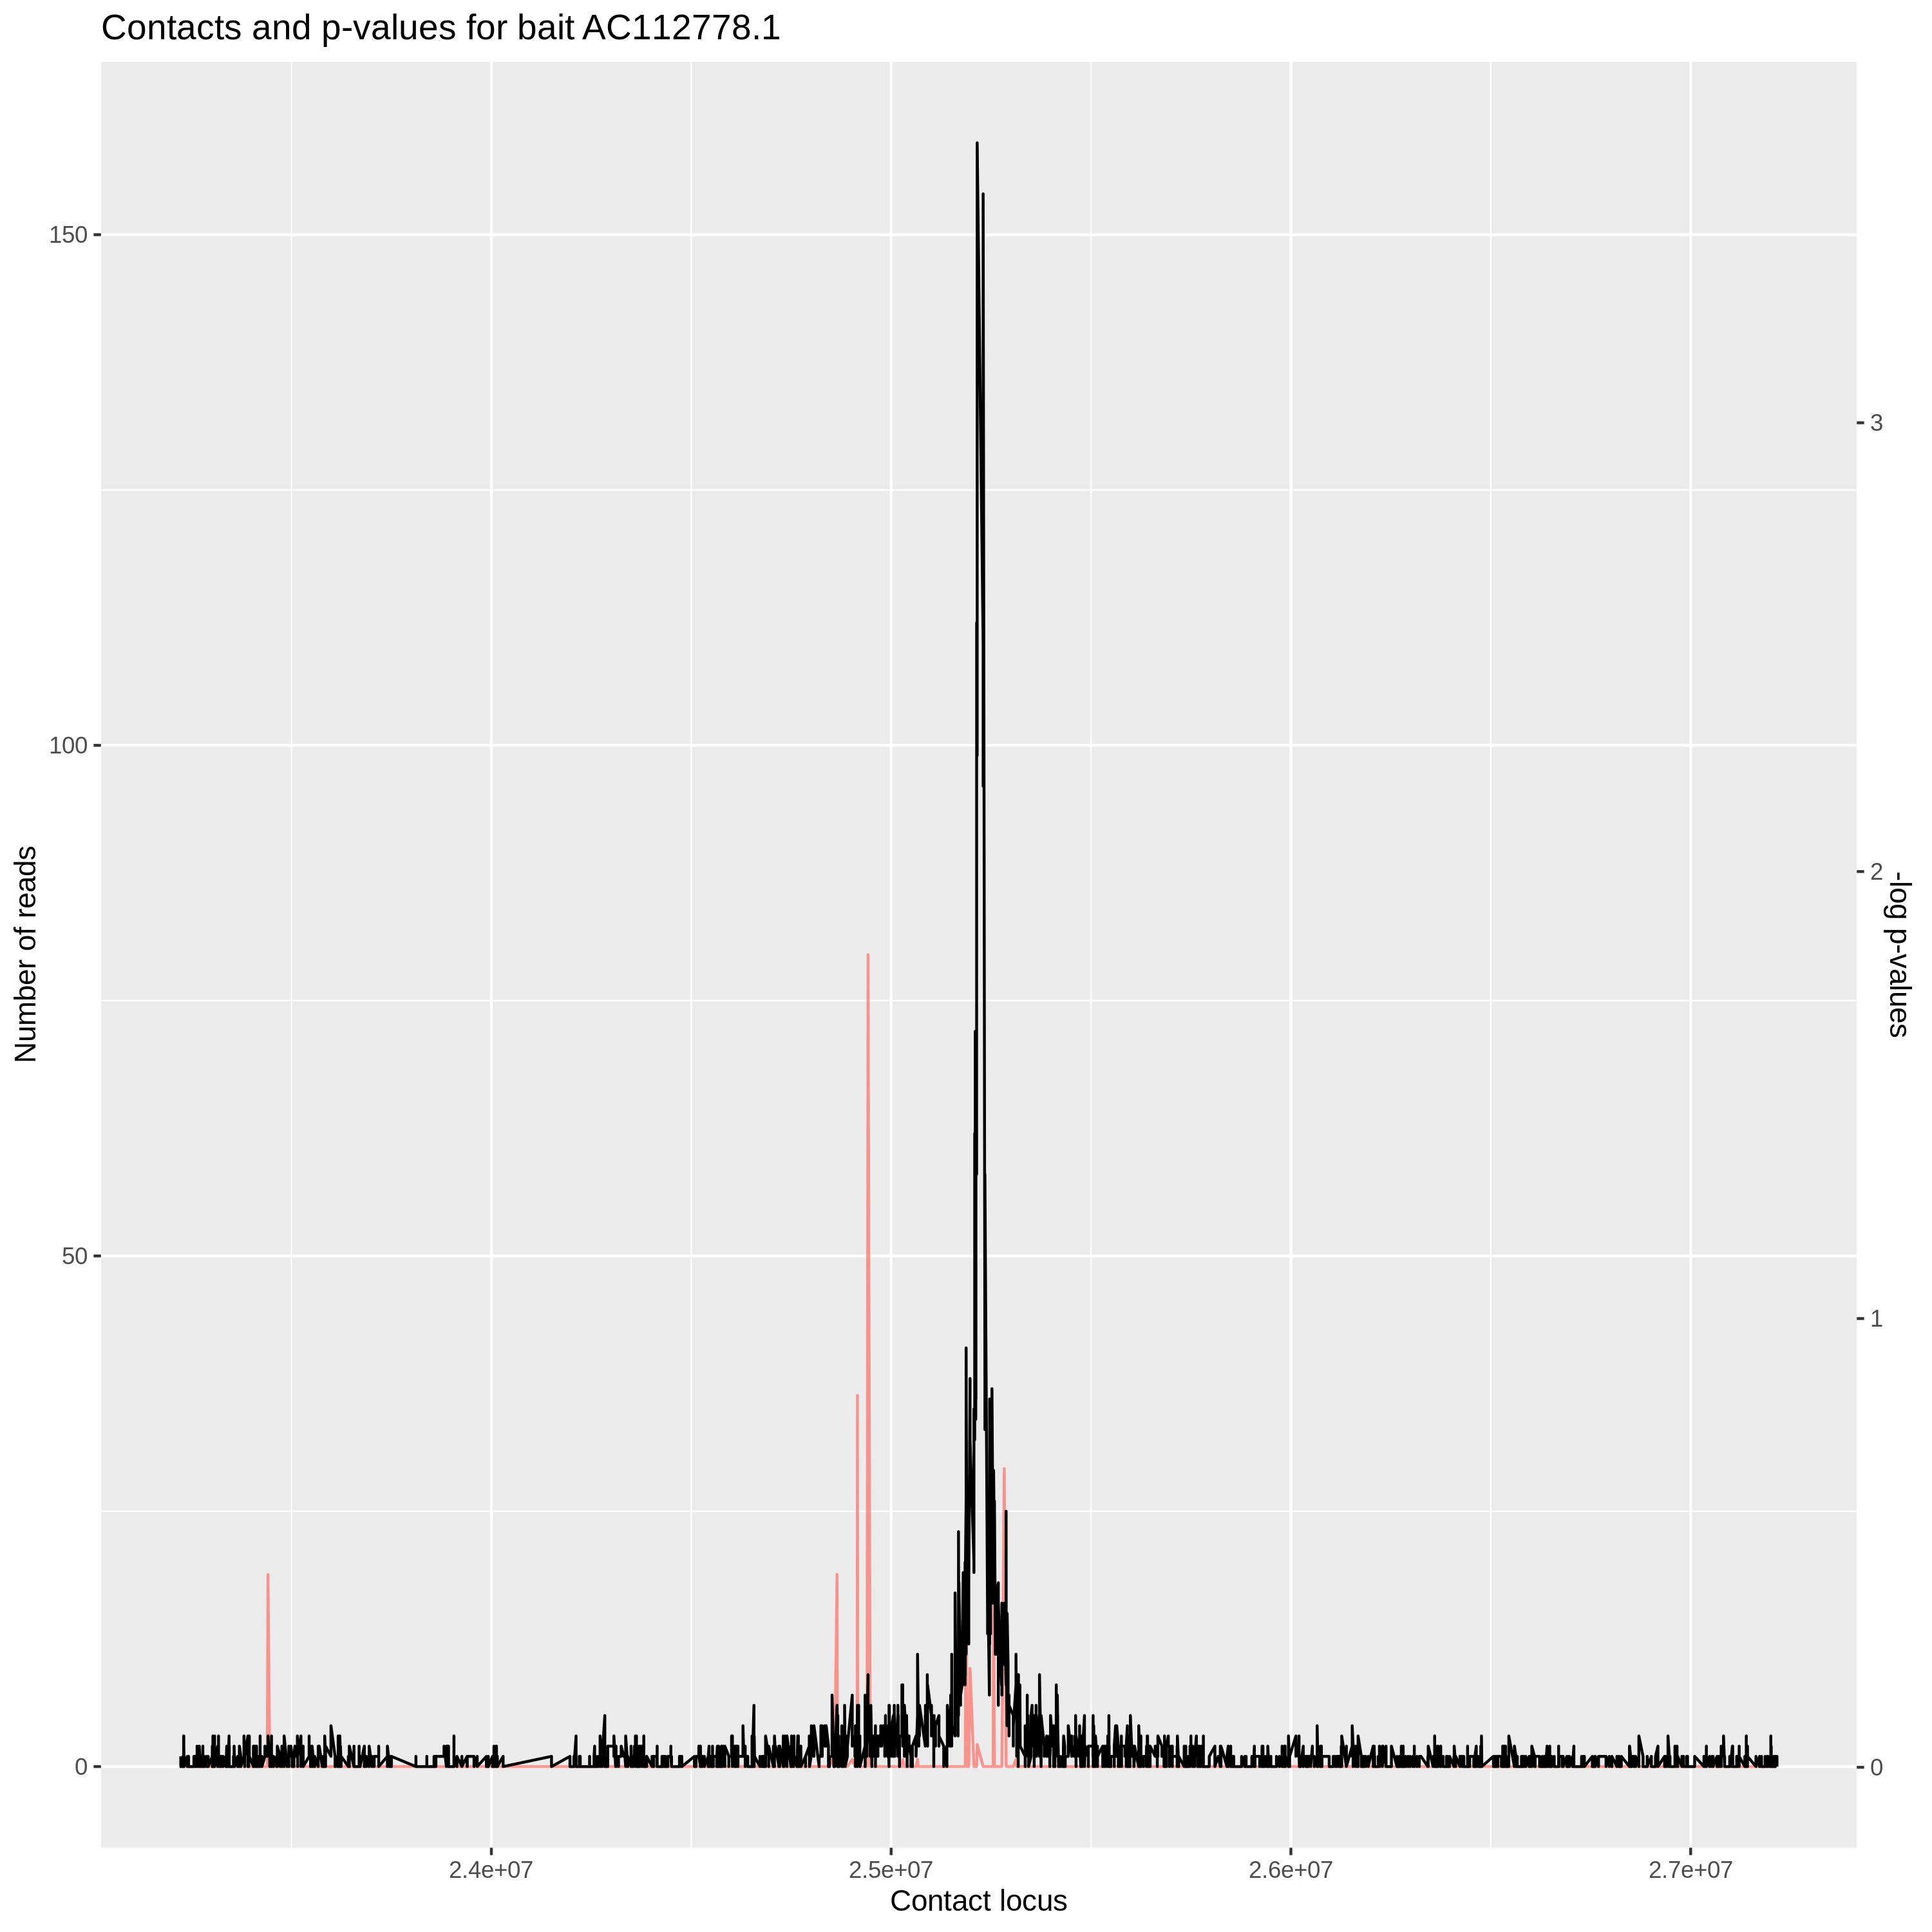 Contacts and p-values for bait AC112778.1
150
100
50
0
Number of reads
3
2
1
0
-log p-values
2.4e+07
2.5e+07
2.6e+07
2.7e+07
Contact locus